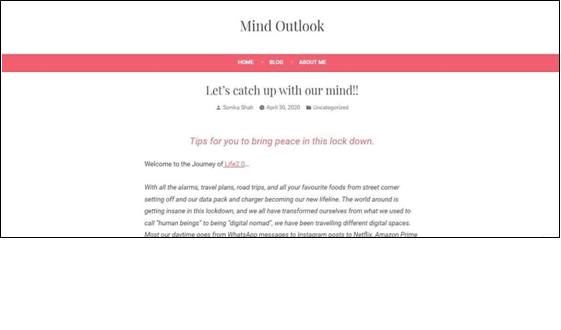 Mind Outlook
HOME • BLOG • ABOUT ME
Let's catch up with our mind!!
Sonika Shah April 30, 2020 Uncategorized
Tips for you to bring peace in this lock down.
Welcome to the Journey of Life2.0...
With all the alarms, travel plans, road trips, and all your favourite foods from street corner
setting off and our data pack and charger becoming our new lifeline. The world around is
getting insane in this lockdown, and we all have transformed ourselves from what we used to
call "human beings" to being "digital nomad", we have been travelling different digital spaces.
Most our daytime goes from WhatsApp messages to Instagram posts to Netflix, Amazon Prime